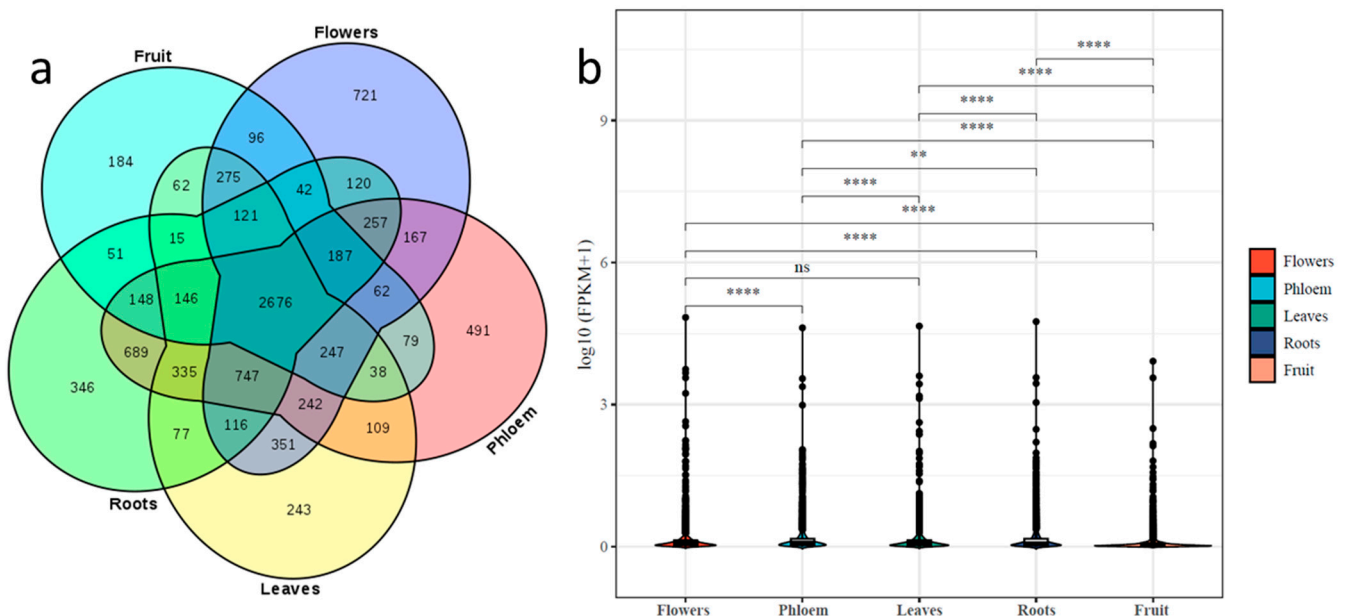 a
Fruit
Flowers
721
96
184
62
275
42
120
121
257
167
15
51
187
62
148
146
2676
79
491
689
335
247
38
346
747
242
77
116
351
109
243
Roots
Phloem
Leaves
b
log10 (FPKM+1)
9
6
3
0
****
****
****
****
**
****
****
****
ns
****
Flowers
Phloem
Leaves
Roots
Fruit
Flowers
Phloem
Leaves
Roots
Fruit